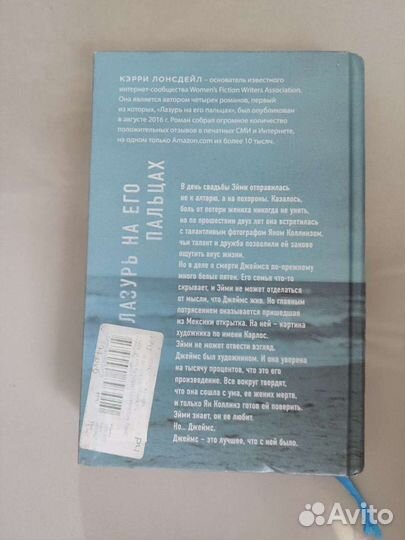 КЭРРИ ЛОНСДЕЙЛ – основатель известного
интернет-сообщества Women's Fiction Writers Association.
Она является автором четырех романов, первый
из которых, «Лазурь на его пальцах», был опубликован
в августе 2016 г. Роман собрал огромное количество
положительных отзывов в печатных СМИ и Интернете,
на одном только Amazon.com их более 10 тысяч.
ЛАЗУРЬ НА ЕГО
ПАЛЬЦАХ
В день свадьбы Эйми отправилась
не к алтарю, а на похороны. Казалось,
боль от потери жениха никогда не унять,
но по прошествии двух лет она встретилась
с талантливым фотографом Яном Коллинзом,
чьи талант и дружба позволили ей заново
ощутить вкус жизни.
Но в деле о смерти Джеймса по-прежнему
много белых пятен. Его семья что-то
скрывает, и Эйми не может отделаться
от мысли, что Джеймс жив. Но главным
потрясением оказывается пришедшая
из Мексики открытка. На ней – картина
художника по имени Карлос.
Эйми не может отвести взгляд.
Джеймс был художником. И она уверена
на тысячу процентов, что это его
произведение. Все вокруг твердят,
что она сошла с ума, ее жених мертв,
и только Ян Коллинз готов ей поверить.
Эйми знает, он ее любит.
Но... Джеймс.
Джеймс – это лучшее, что с ней было.
Avito